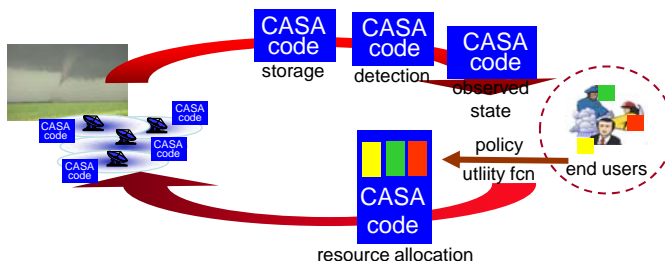 CASA
code
storage
CASA
code
detection
CASA
code
observed
state
CASA
code
CASA
code
CASA
code
CASA
code
policy
utliity fcn
end users
CASA
code
resource allocation